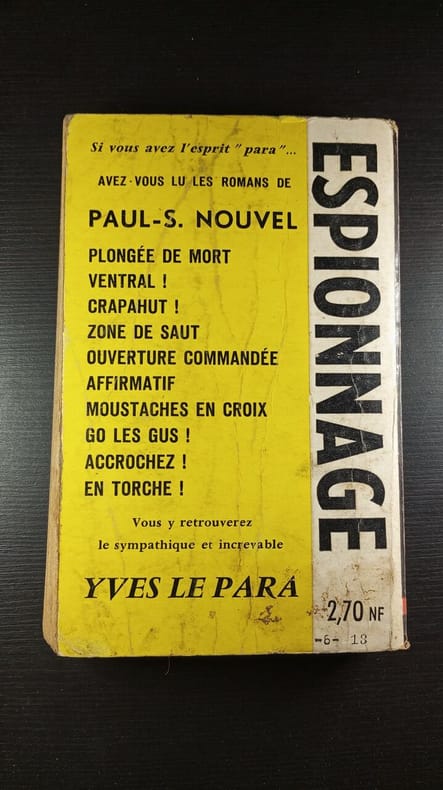 Si vous avez l'esprit "para"...
AVEZ-VOUS LU LES ROMANS DE
PAUL-S. NOUVEL
PLONGÉE DE MORT
VENTRAL !
CRAPAHUT !
ZONE DE SAUT
OUVERTURE COMMANDÉE
AFFIRMATIF
MOUSTACHES EN CROIX
GO LES GUS !
ACCROCHEZ !
EN TORCHE !
Vous y retrouverez
le sympathique et increvable
YVES LE PARA
ESPIONNAGE
2,70 NF
-6- 13